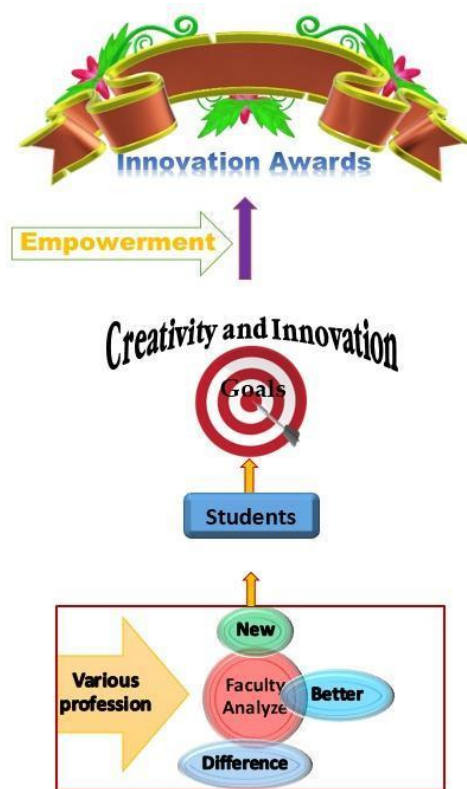 Innovation Awards
Empowerment
Creativity and Innovation
Goals
Students
New
Various
profession
Faculty
Analyze
Better
Difference